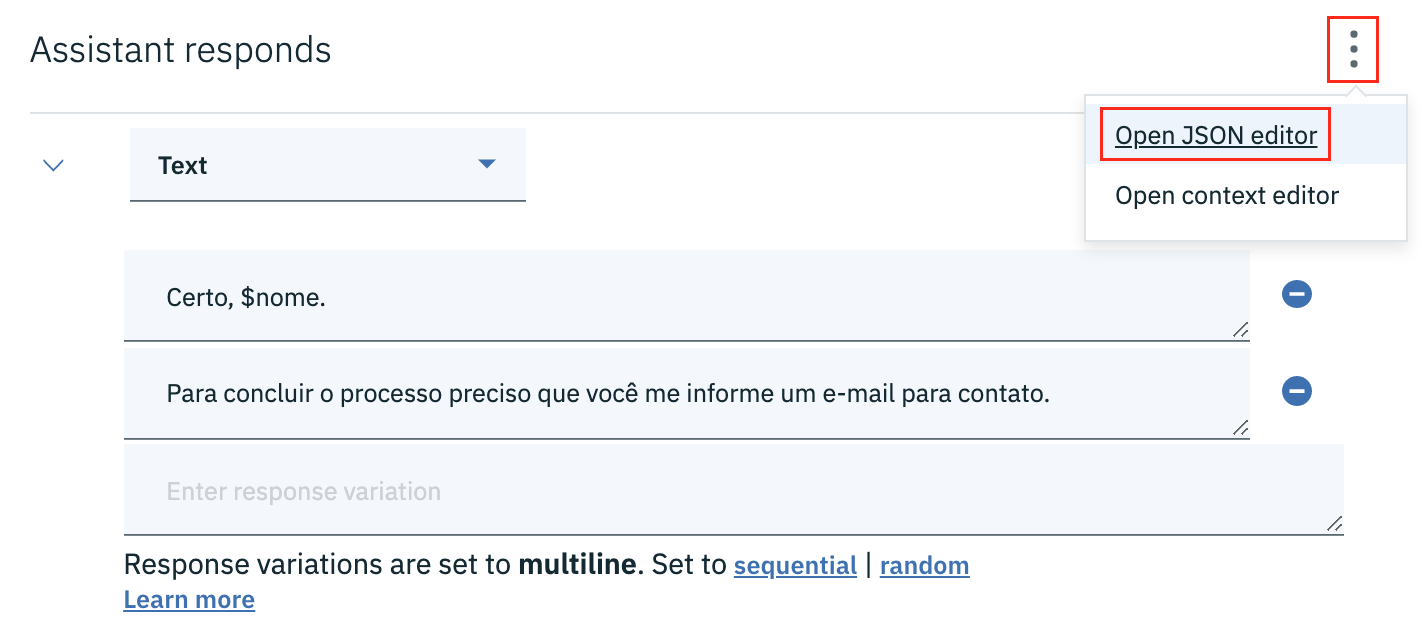 Assistant responds
Open JSON editor
Open context editor
Text
Certo, $nome.
Para concluir o processo preciso que você me informe um e-mail para contato.
Enter response variation
Response variations are set to multiline. Set to sequential | random
Learn more